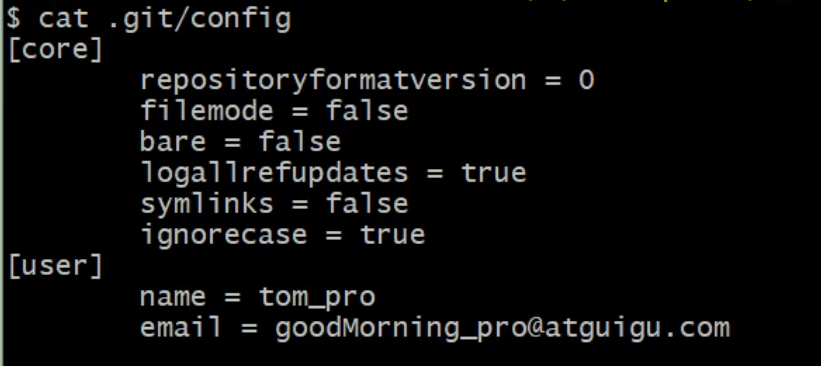 $ cat .git/config
[core]
        repositoryformatversion = 0
        filemode = false
        bare = false
        logallrefupdates = true
        symlinks = false
        ignorecase = true
[user]
        name = tom_pro
        email = goodMorning_pro@atguigu.com